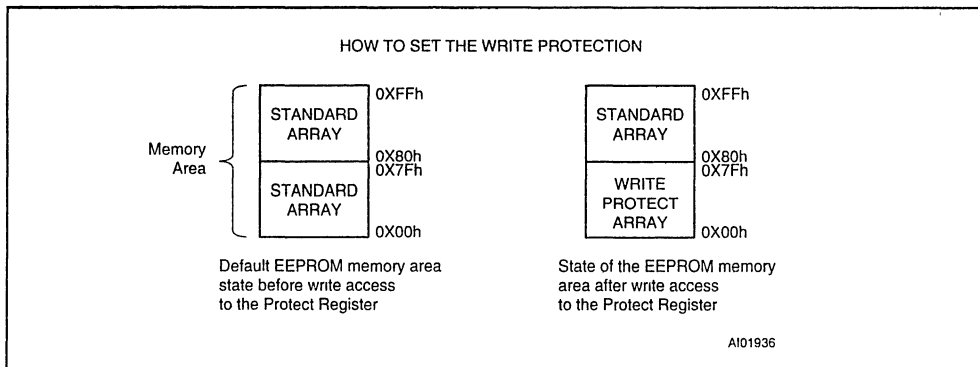 HOW TO SET THE WRITE PROTECTION
Memory
Area
STANDARD
ARRAY
STANDARD
ARRAY
0XFFh
0X80h
0X7Fh
0X00h
Default EEPROM memory area
state before write access
to the Protect Register
STANDARD
ARRAY
WRITE
PROTECT
ARRAY
0XFFh
0X80h
0X7Fh
0X00h
State of the EEPROM memory
area after write access
to the Protect Register
AI01936